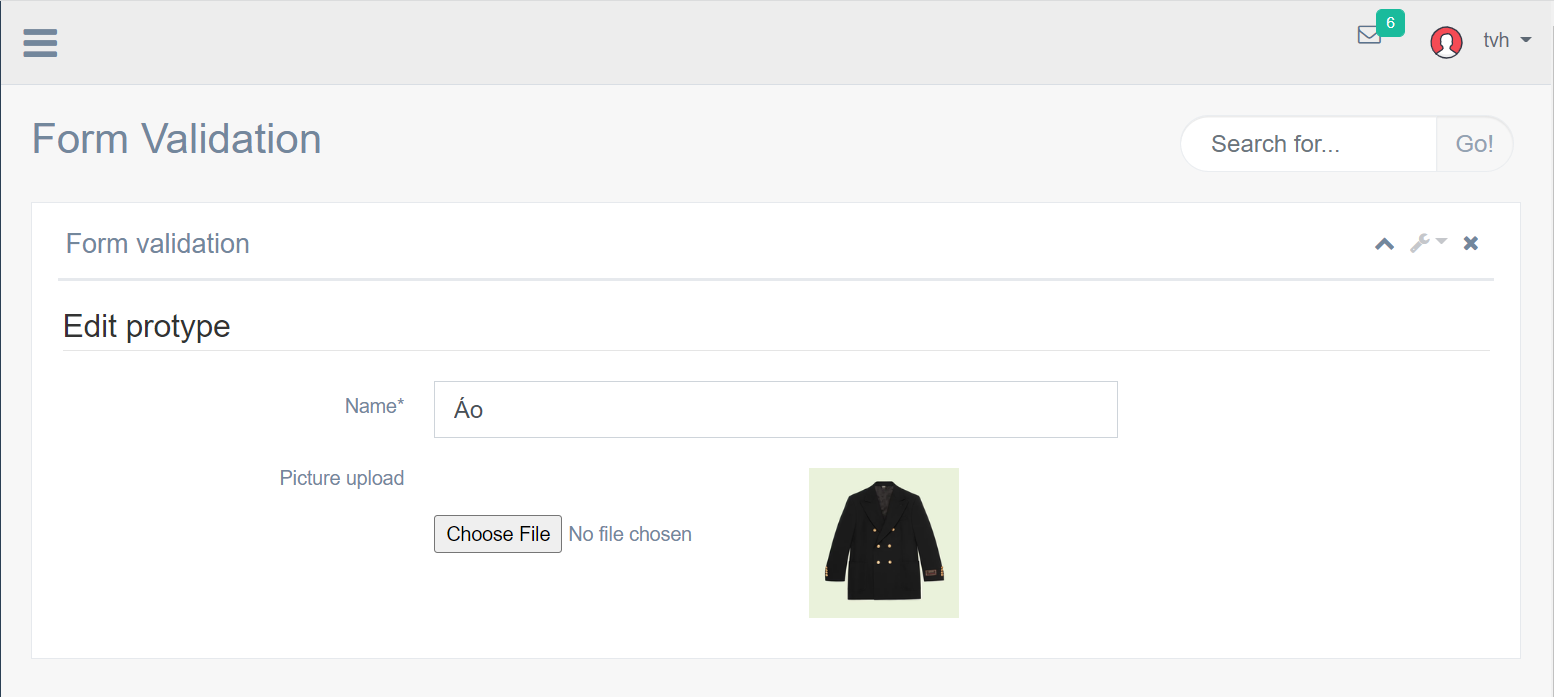 6
tvh
Form Validation
Search for... Go!
Form validation
Edit protype
Name* Áo
Picture upload
Choose File No file chosen